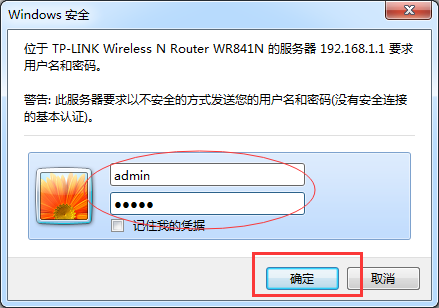 Windows 安全
位于 TP-LINK Wireless N Router WR841N 的服务器 192.168.1.1 要求
用户名和密码。
警告: 此服务器要求以不安全的方式发送您的用户名和密码(没有安全连接
的基本认证)。
admin
●●●●●
记住我的凭据
确定
取消